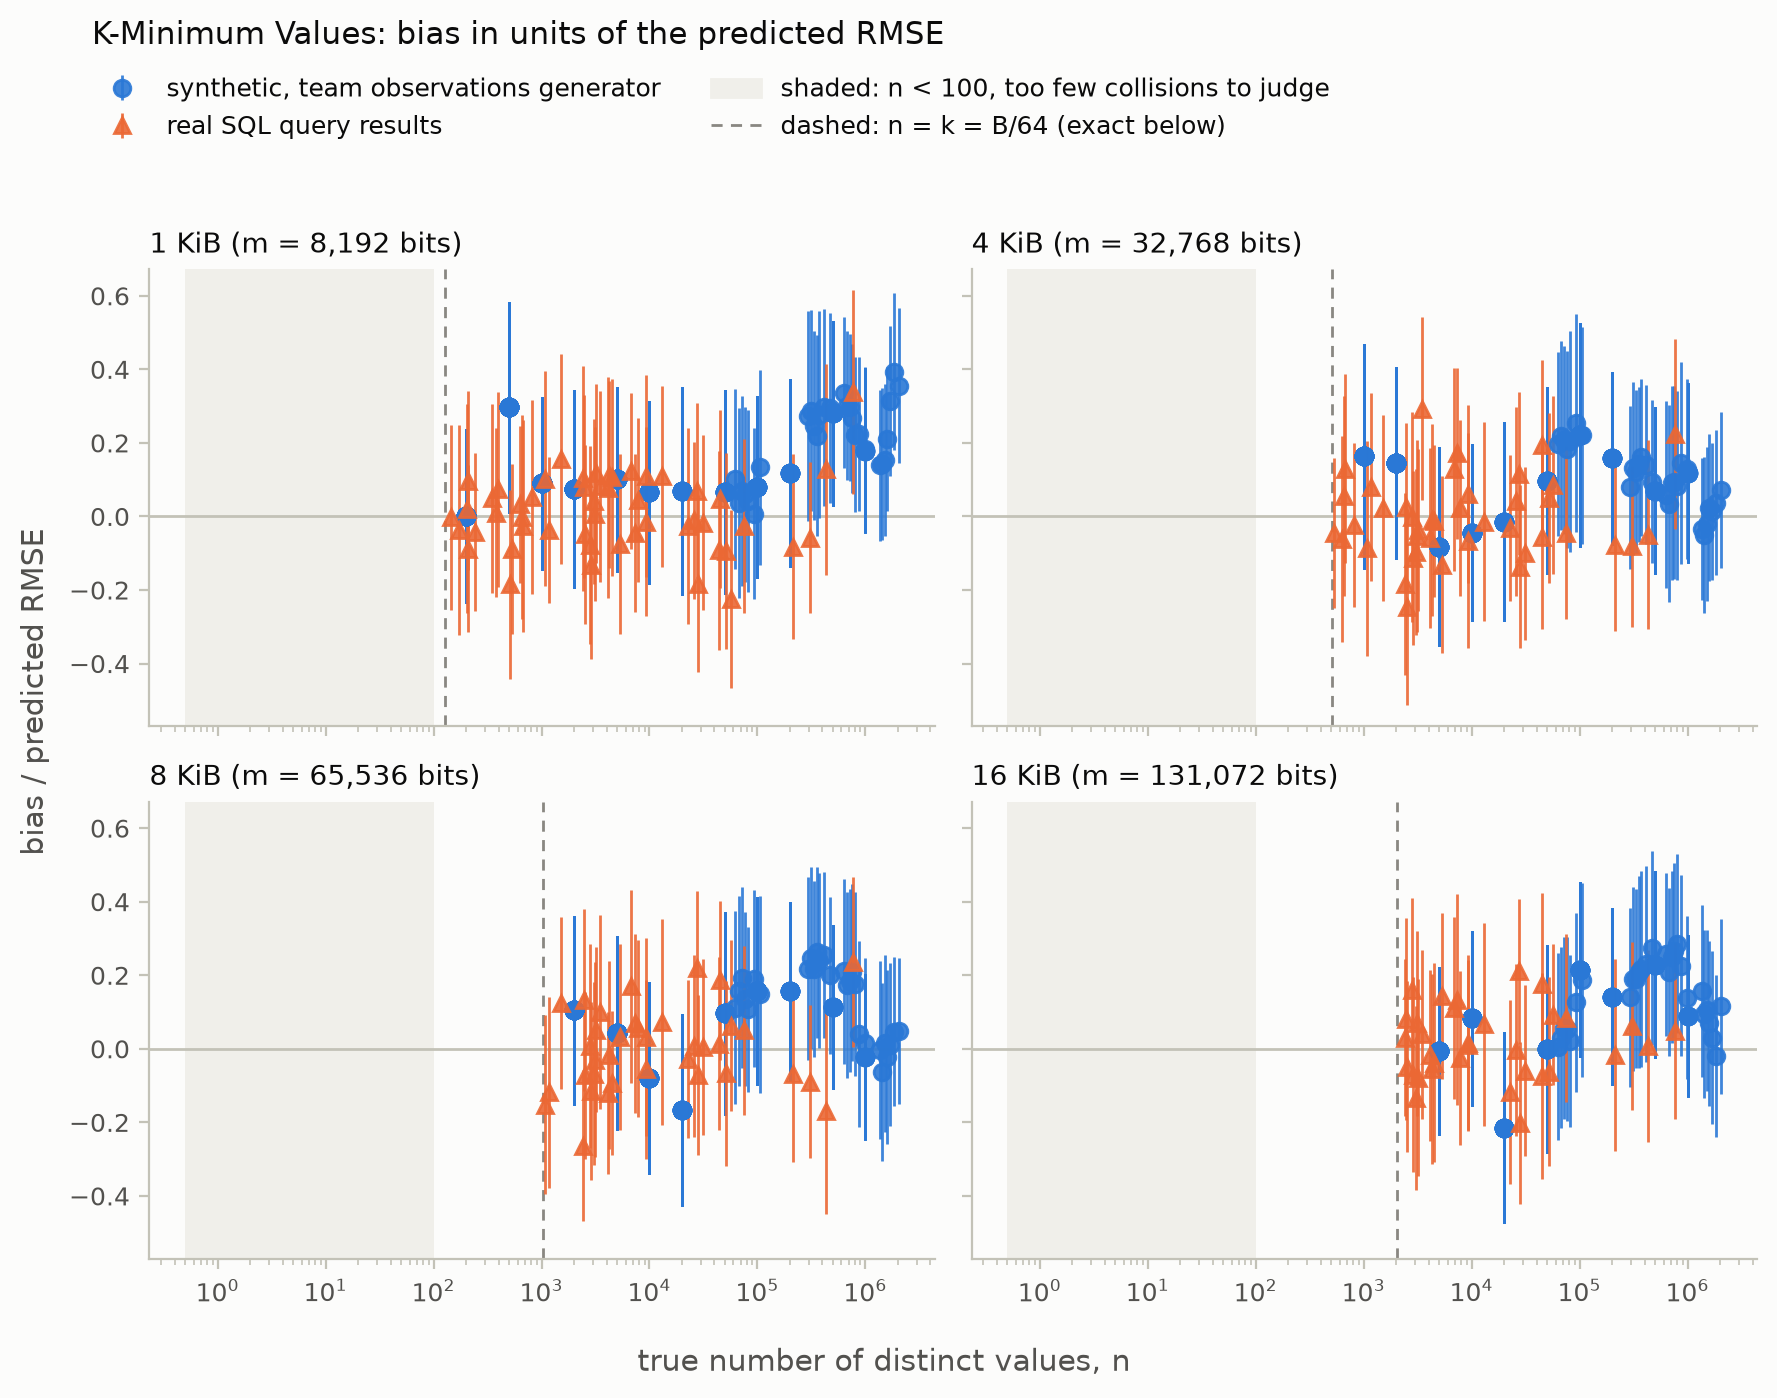 K-Minimum Values: bias in units of the predicted RMSE
synthetic, team observations generator
real SQL query results
shaded: n < 100, too few collisions to judge
dashed: n = k = B/64 (exact below)
1 KiB (m = 8,192 bits)
4 KiB (m = 32,768 bits)
0.6
0.4
0.2
0.0
−0.2
−0.4
8 KiB (m = 65,536 bits)
16 KiB (m = 131,072 bits)
0.6
0.4
0.2
0.0
−0.2
−0.4
10⁰ 10¹ 10² 10³ 10⁴ 10⁵ 10⁶
10⁰ 10¹ 10² 10³ 10⁴ 10⁵ 10⁶
bias / predicted RMSE
true number of distinct values, n